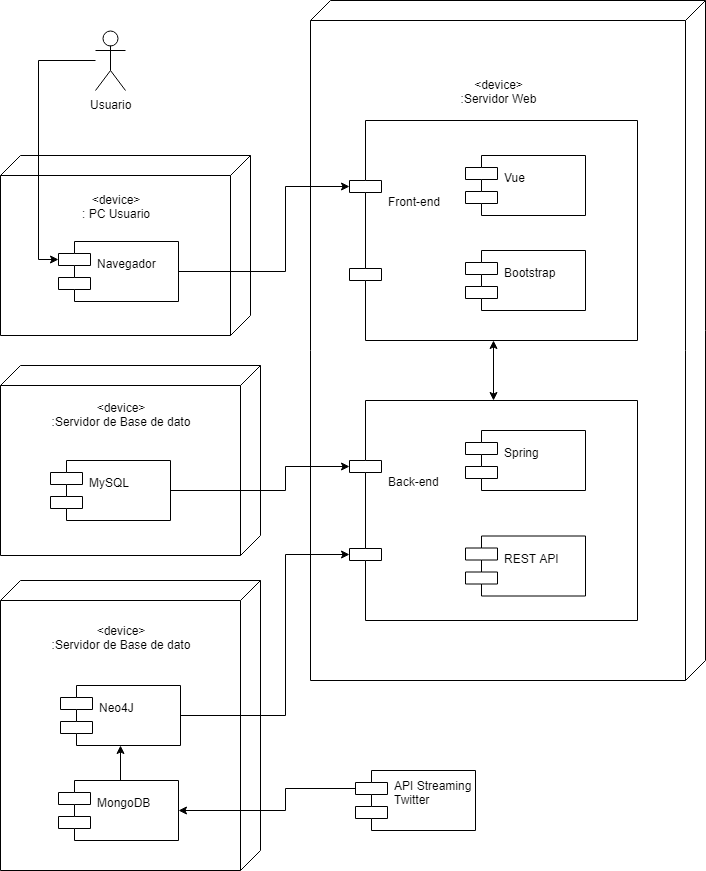 Usuario
<device>
: PC Usuario
Navegador
<device>
:Servidor Web
Front-end
Vue
Bootstrap
<device>
:Servidor de Base de dato
MySQL
Back-end
Spring
REST API
<device>
:Servidor de Base de dato
Neo4J
MongoDB
API Streaming
Twitter